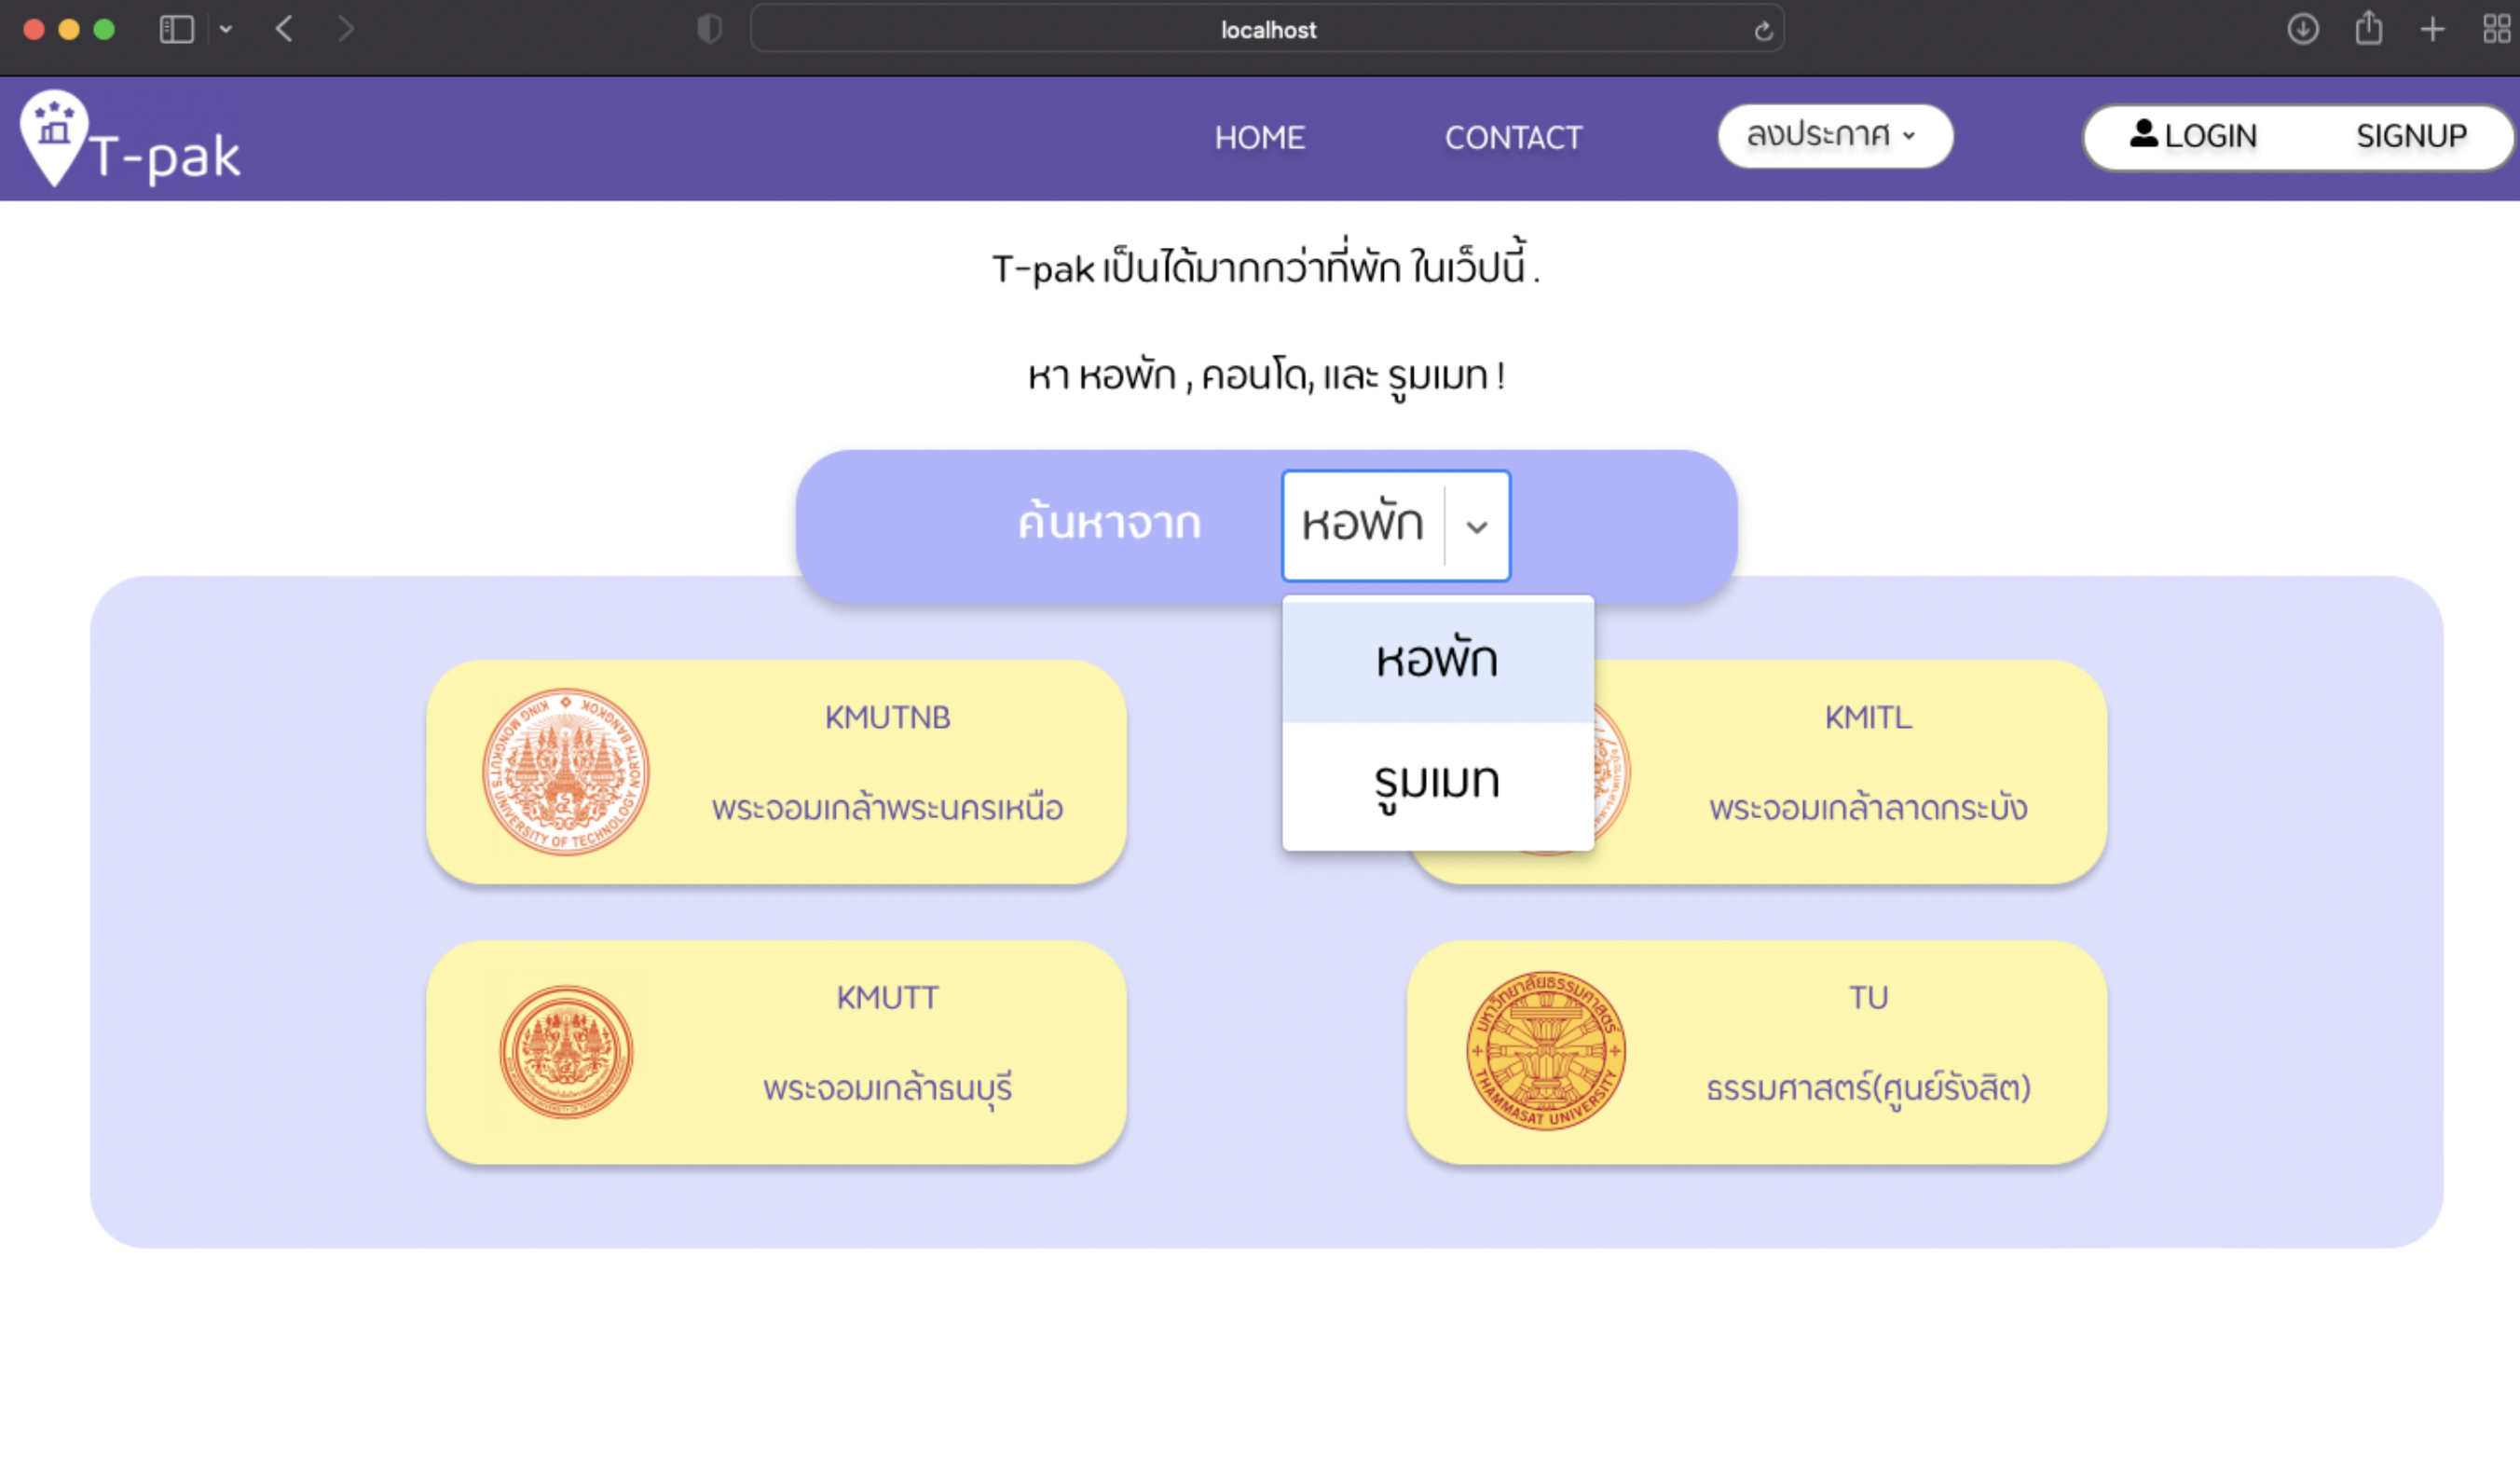 localhost
T-pak
HOME
CONTACT
ลงประกาศ
LOGIN
SIGNUP
T-pak เป็นได้มากกว่าที่พัก ในเว็ปนี้ .
หา หอพัก , คอนโด, และ รูมเมท !
ค้นหาจาก
หอพัก
หอพัก
รูมเมท
KING MONGKUT'S UNIVERSITY OF TECHNOLOGY NORTH BANGKOK
KMUTNB
พระจอมเกล้าพระนครเหนือ
KMITL
พระจอมเกล้าลาดกระบัง
KMUTT
พระจอมเกล้าธนบุรี
มหาวิทยาลัยธรรมศาสตร์
THAMMASAT UNIVERSITY
TU
ธรรมศาสตร์(ศูนย์รังสิต)